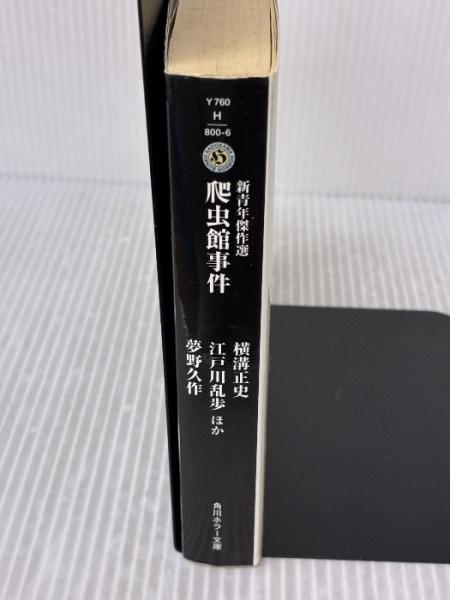 Y760
H
800-6
新青年傑作選
爬虫館事件
横溝正史
江戸川乱歩 ほか
夢野久作
角川ホラー文庫